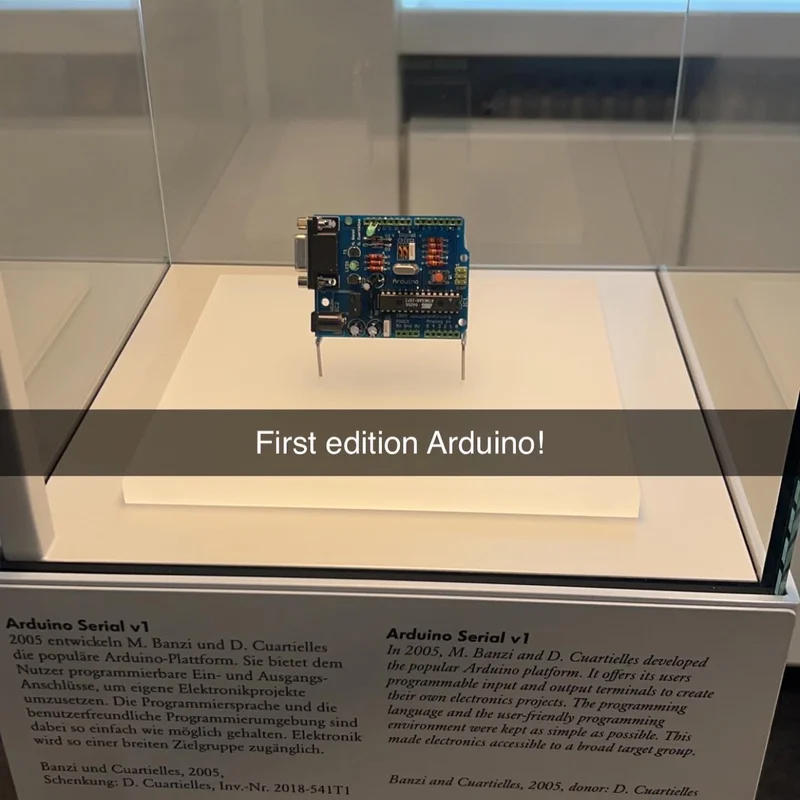 Arduino
First edition Arduino!
Arduino Serial v1
2005 entwickeln M. Banzi und D. Cuartielles
die populäre Arduino-Plattform. Sie bietet dem
Nutzer programmierbare Ein- und Ausgangs-
Anschlüsse, um eigene Elektronikprojekte
umzusetzen. Die Programmiersprache und die
benutzerfreundliche Programmierumgebung sind
dabei so einfach wie möglich gehalten. Elektronik
wird so einer breiten Zielgruppe zugänglich.
Banzi und Cuartielles, 2005,
Schenkung: D. Cuartielles, Inv.-Nr. 2018-541T1
Arduino Serial v1
In 2005, M. Banzi and D. Cuartielles developed
the popular Arduino platform. It offers its users
programmable input and output terminals to create
their own electronics projects. The programming
language and the user-friendly programming
environment were kept as simple as possible. This
made electronics accessible to a broad target group.
Banzi and Cuartielles, 2005, donor: D. Cuartielles